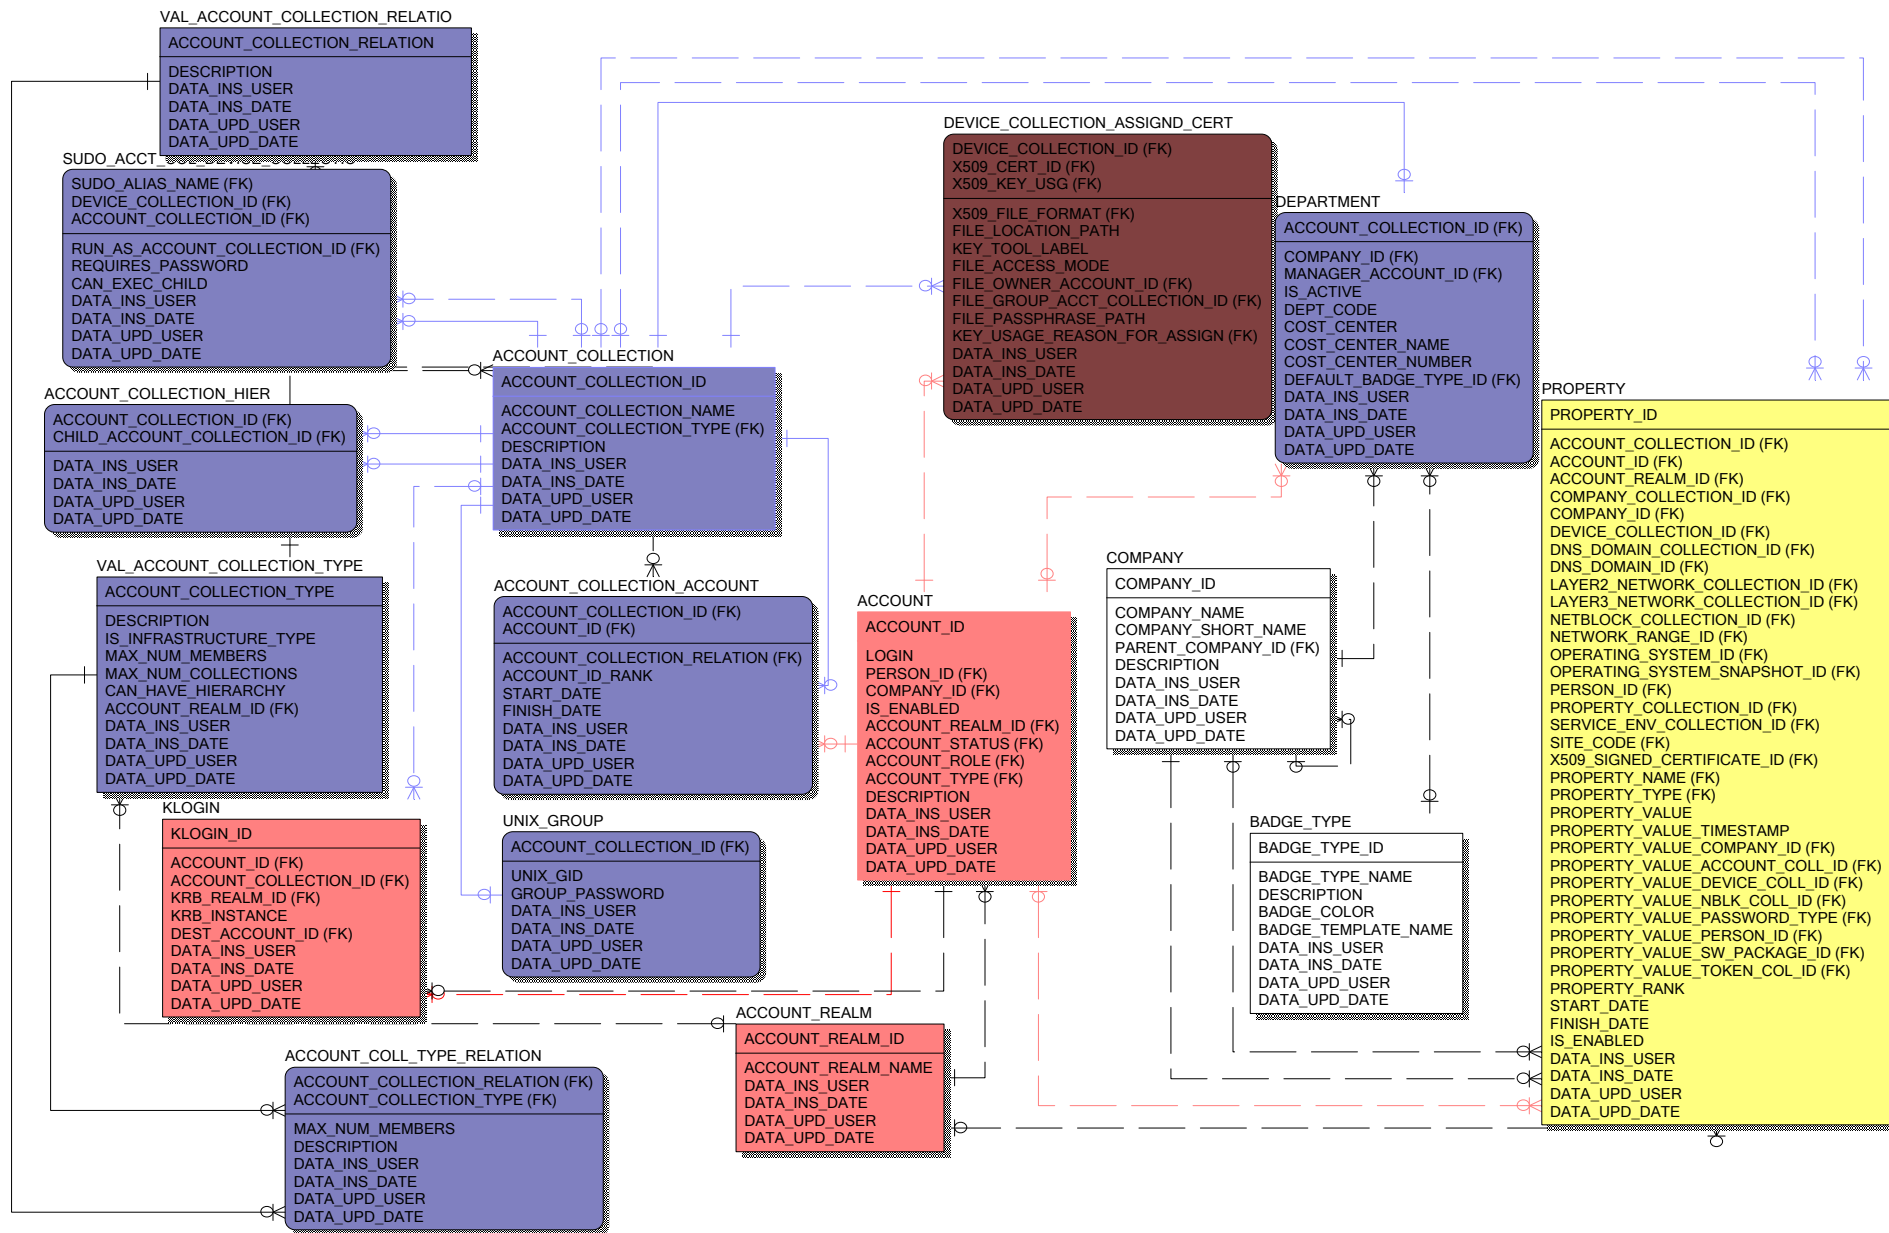 VAL_ACCOUNT_COLLECTION_RELATIO
ACCOUNT_COLLECTION_RELATION
DESCRIPTION
DATA_INS_USER
DATA_INS_DATE
DATA_UPD_USER
DATA_UPD_DATE
SUDO_ALIAS_NAME (FK)
DEVICE_COLLECTION_ID (FK)
ACCOUNT_COLLECTION_ID (FK)
RUN_AS_ACCOUNT_COLLECTION_ID (FK)
REQUIRES_PASSWORD
CAN_EXEC_CHILD
DATA_INS_USER
DATA_INS_DATE
DATA_UPD_USER
DATA_UPD_DATE
ACCOUNT_COLLECTION_HIER
ACCOUNT_COLLECTION_ID (FK)
CHILD_ACCOUNT_COLLECTION_ID (FK)
DATA_INS_USER
DATA_INS_DATE
DATA_UPD_USER
DATA_UPD_DATE
VAL_ACCOUNT_COLLECTION_TYPE
ACCOUNT_COLLECTION_TYPE
DESCRIPTION
IS_INFRASTRUCTURE_TYPE
MAX_NUM_MEMBERS
MAX_NUM_COLLECTIONS
CAN_HAVE_HIERARCHY
ACCOUNT_REALM_ID (FK)
DATA_INS_USER
DATA_INS_DATE
DATA_UPD_USER
DATA_UPD_DATE
KLOGIN
KLOGIN_ID
ACCOUNT_ID (FK)
ACCOUNT_COLLECTION_ID (FK)
KRB_REALM_ID (FK)
KRB_INSTANCE
DEST_ACCOUNT_ID (FK)
DATA_INS_USER
DATA_INS_DATE
DATA_UPD_USER
DATA_UPD_DATE
ACCOUNT_COLL_TYPE_RELATION
ACCOUNT_COLLECTION_RELATION (FK)
ACCOUNT_COLLECTION_TYPE (FK)
MAX_NUM_MEMBERS
DESCRIPTION
DATA_INS_USER
DATA_INS_DATE
DATA_UPD_USER
DATA_UPD_DATE
ACCOUNT_COLLECTION
ACCOUNT_COLLECTION_ID
ACCOUNT_COLLECTION_NAME
ACCOUNT_COLLECTION_TYPE (FK)
DESCRIPTION
DATA_INS_USER
DATA_INS_DATE
DATA_UPD_USER
DATA_UPD_DATE
ACCOUNT_COLLECTION_ACCOUNT
ACCOUNT_COLLECTION_ID (FK)
ACCOUNT_ID (FK)
ACCOUNT_COLLECTION_RELATION (FK)
ACCOUNT_ID_RANK
START_DATE
FINISH_DATE
DATA_INS_USER
DATA_INS_DATE
DATA_UPD_USER
DATA_UPD_DATE
UNIX_GROUP
ACCOUNT_COLLECTION_ID (FK)
UNIX_GID
GROUP_PASSWORD
DATA_INS_USER
DATA_INS_DATE
DATA_UPD_USER
DATA_UPD_DATE
ACCOUNT_REALM
ACCOUNT_REALM_ID
ACCOUNT_REALM_NAME
DATA_INS_USER
DATA_INS_DATE
DATA_UPD_USER
DATA_UPD_DATE
DEVICE_COLLECTION_ASSIGND_CERT
DEVICE_COLLECTION_ID (FK)
X509_CERT_ID (FK)
X509_KEY_USG (FK)
X509_FILE_FORMAT (FK)
FILE_LOCATION_PATH
KEY_TOOL_LABEL
FILE_ACCESS_MODE
FILE_OWNER_ACCOUNT_ID (FK)
FILE_GROUP_ACCT_COLLECTION_ID (FK)
FILE_PASSPHRASE_PATH
KEY_USAGE_REASON_FOR_ASSIGN (FK)
DATA_INS_USER
DATA_INS_DATE
DATA_UPD_USER
DATA_UPD_DATE
ACCOUNT
ACCOUNT_ID
LOGIN
PERSON_ID (FK)
COMPANY_ID (FK)
IS_ENABLED
ACCOUNT_REALM_ID (FK)
ACCOUNT_STATUS (FK)
ACCOUNT_ROLE (FK)
ACCOUNT_TYPE (FK)
DESCRIPTION
DATA_INS_USER
DATA_INS_DATE
DATA_UPD_USER
DATA_UPD_DATE
DEPARTMENT
ACCOUNT_COLLECTION_ID (FK)
COMPANY_ID (FK)
MANAGER_ACCOUNT_ID (FK)
IS_ACTIVE
DEPT_CODE
COST_CENTER
COST_CENTER_NAME
COST_CENTER_NUMBER
DEFAULT_BADGE_TYPE_ID (FK)
DATA_INS_USER
DATA_INS_DATE
DATA_UPD_USER
DATA_UPD_DATE
COMPANY
COMPANY_ID
COMPANY_NAME
COMPANY_SHORT_NAME
PARENT_COMPANY_ID (FK)
DESCRIPTION
DATA_INS_USER
DATA_INS_DATE
DATA_UPD_USER
DATA_UPD_DATE
BADGE_TYPE
BADGE_TYPE_ID
BADGE_TYPE_NAME
DESCRIPTION
BADGE_COLOR
BADGE_TEMPLATE_NAME
DATA_INS_USER
DATA_INS_DATE
DATA_UPD_USER
DATA_UPD_DATE
PROPERTY
PROPERTY_ID
ACCOUNT_COLLECTION_ID (FK)
ACCOUNT_ID (FK)
ACCOUNT_REALM_ID (FK)
COMPANY_COLLECTION_ID (FK)
COMPANY_ID (FK)
DEVICE_COLLECTION_ID (FK)
DNS_DOMAIN_COLLECTION_ID (FK)
DNS_DOMAIN_ID (FK)
LAYER2_NETWORK_COLLECTION_ID (FK)
LAYER3_NETWORK_COLLECTION_ID (FK)
NETBLOCK_COLLECTION_ID (FK)
NETWORK_RANGE_ID (FK)
OPERATING_SYSTEM_ID (FK)
OPERATING_SYSTEM_SNAPSHOT_ID (FK)
PERSON_ID (FK)
PROPERTY_COLLECTION_ID (FK)
SERVICE_ENV_COLLECTION_ID (FK)
SITE_CODE (FK)
X509_SIGNED_CERTIFICATE_ID (FK)
PROPERTY_NAME (FK)
PROPERTY_TYPE (FK)
PROPERTY_VALUE
PROPERTY_VALUE_TIMESTAMP
PROPERTY_VALUE_COMPANY_ID (FK)
PROPERTY_VALUE_ACCOUNT_COLL_ID (FK)
PROPERTY_VALUE_DEVICE_COLL_ID (FK)
PROPERTY_VALUE_NBLK_COLL_ID (FK)
PROPERTY_VALUE_PASSWORD_TYPE (FK)
PROPERTY_VALUE_PERSON_ID (FK)
PROPERTY_VALUE_SW_PACKAGE_ID (FK)
PROPERTY_VALUE_TOKEN_COL_ID (FK)
PROPERTY_RANK
START_DATE
FINISH_DATE
IS_ENABLED
DATA_INS_USER
DATA_INS_DATE
DATA_UPD_USER
DATA_UPD_DATE